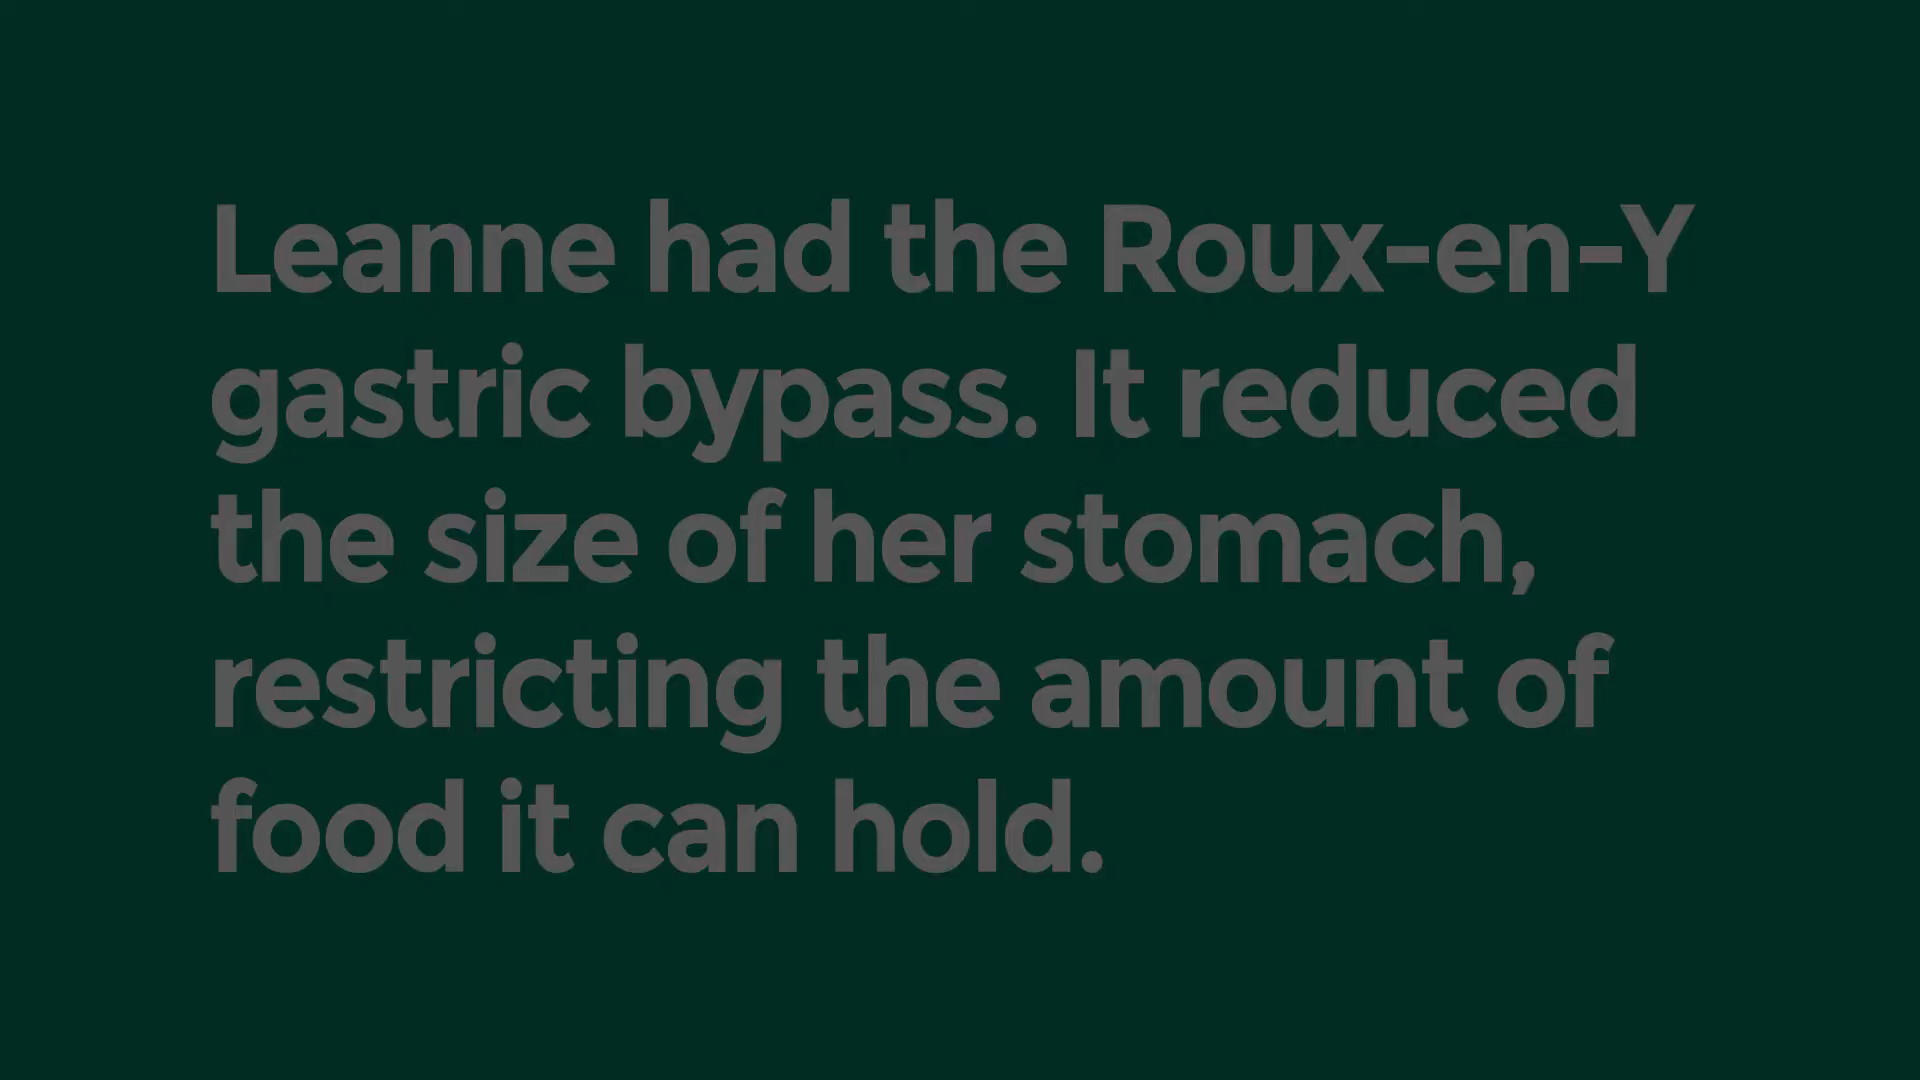 Leanne had the Roux-en-Y
gastric bypass. It reduced
the size of her stomach,
restricting the amount of
food it can hold.